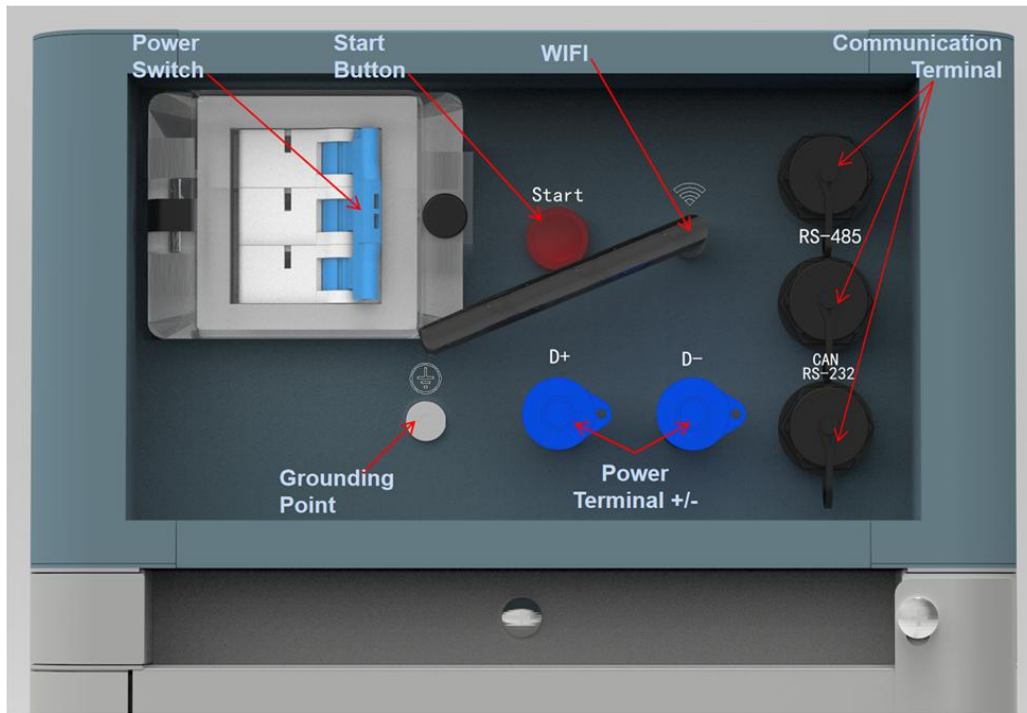 Power
Switch
Start
Button
WIFI
Communication
Terminal
Start
RS-485
D+
D-
CAN
RS-232
Grounding
Point
Power
Terminal +/-